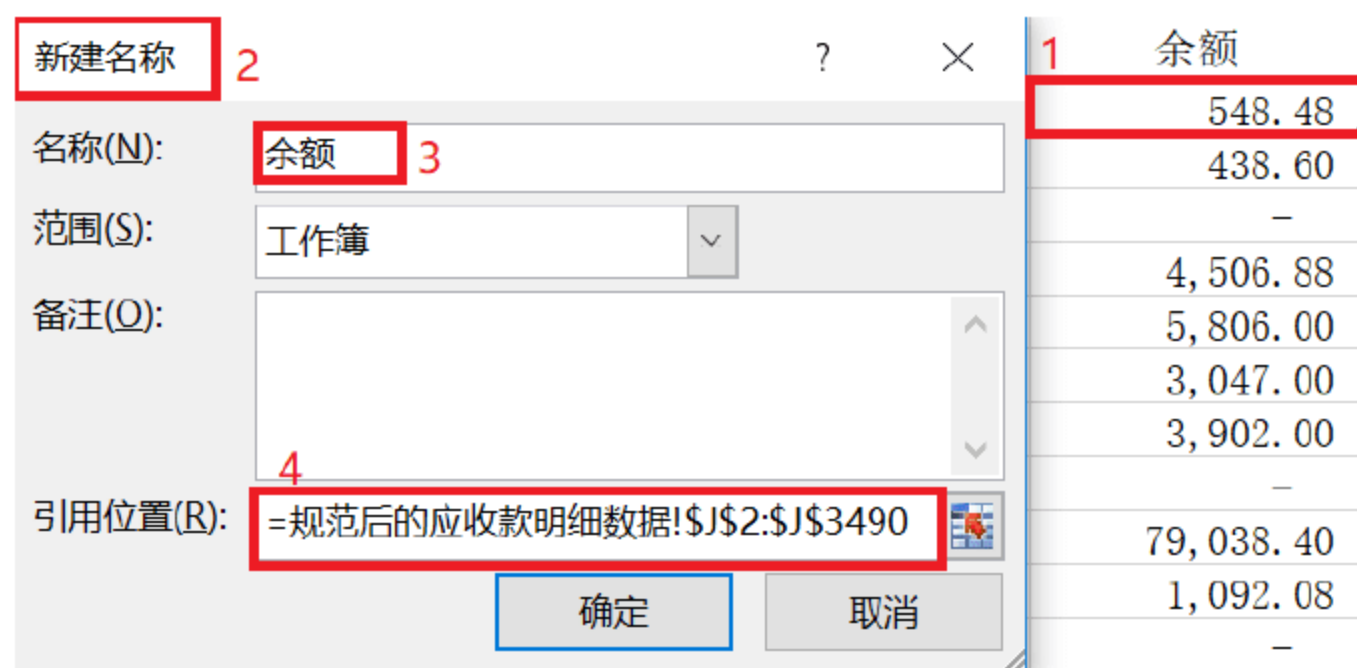 新建名称 2 ?
名称(N): 余额 3
范围(S): 工作簿
备注(O):
4
引用位置(R): =规范后的应收款明细数据!$J$2:$J$3490
确定 取消
1 余额
548.48
438.60
-
4,506.88
5,806.00
3,047.00
3,902.00
-
79,038.40
1,092.08
-